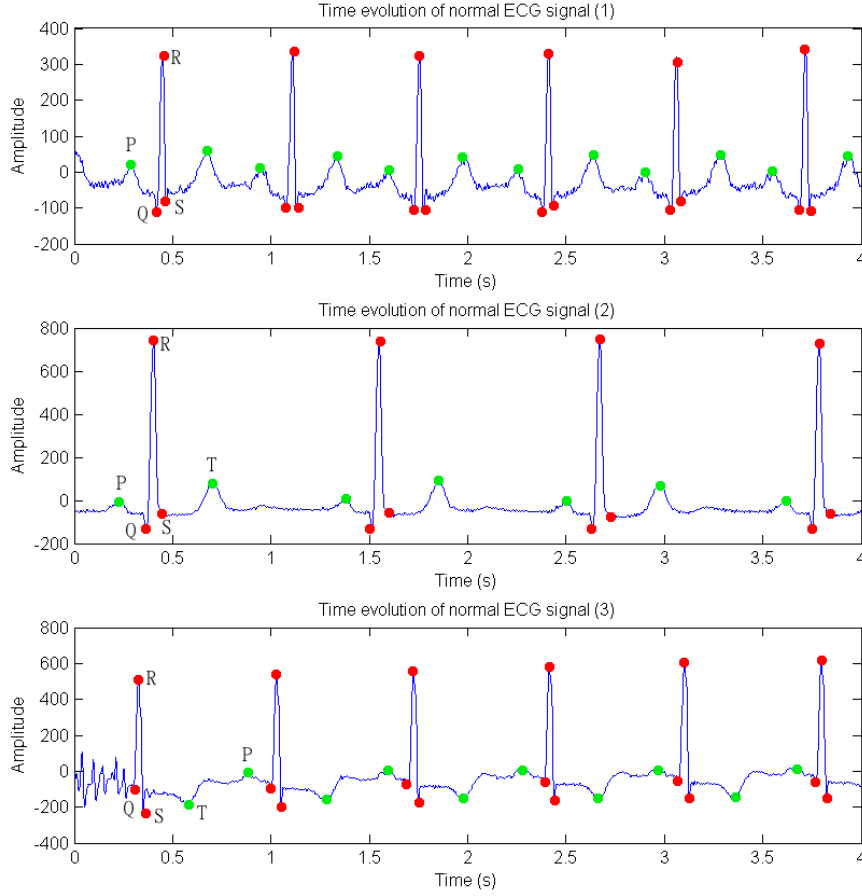 Time evolution of normal ECG signal (1)
400
300
200
100
0
-100
-200
Amplitude
P
R
Q
S
0 0.5 1 1.5 2 2.5 3 3.5 4
Time (s)
Time evolution of normal ECG signal (2)
800
600
400
200
0
-200
Amplitude
R
P
T
Q
S
0 0.5 1 1.5 2 2.5 3 3.5 4
Time (s)
Time evolution of normal ECG signal (3)
800
600
400
200
0
-200
-400
Amplitude
R
P
Q
S
T
0 0.5 1 1.5 2 2.5 3 3.5 4
Time (s)